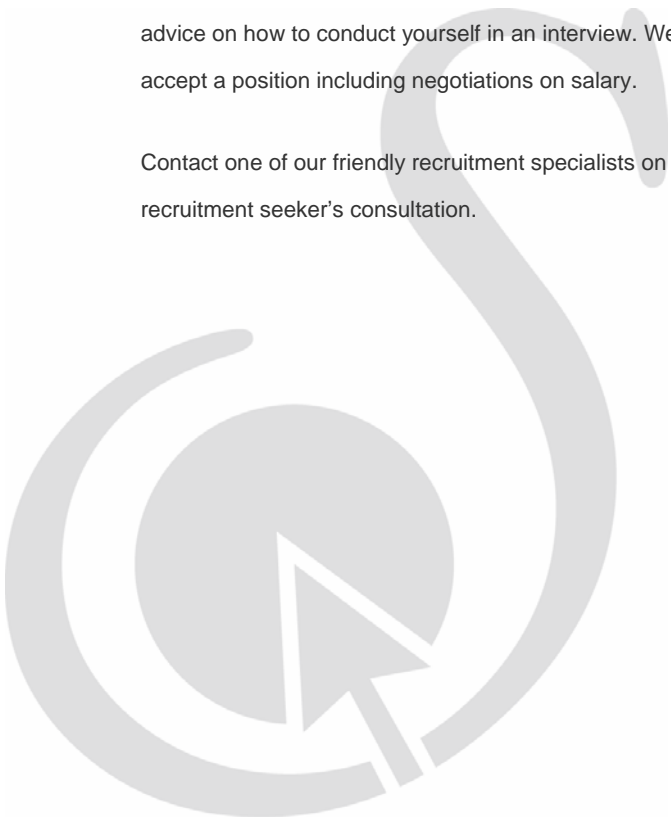 advice on how to conduct yourself in an interview. We
accept a position including negotiations on salary.
Contact one of our friendly recruitment specialists on
recruitment seeker’s consultation.